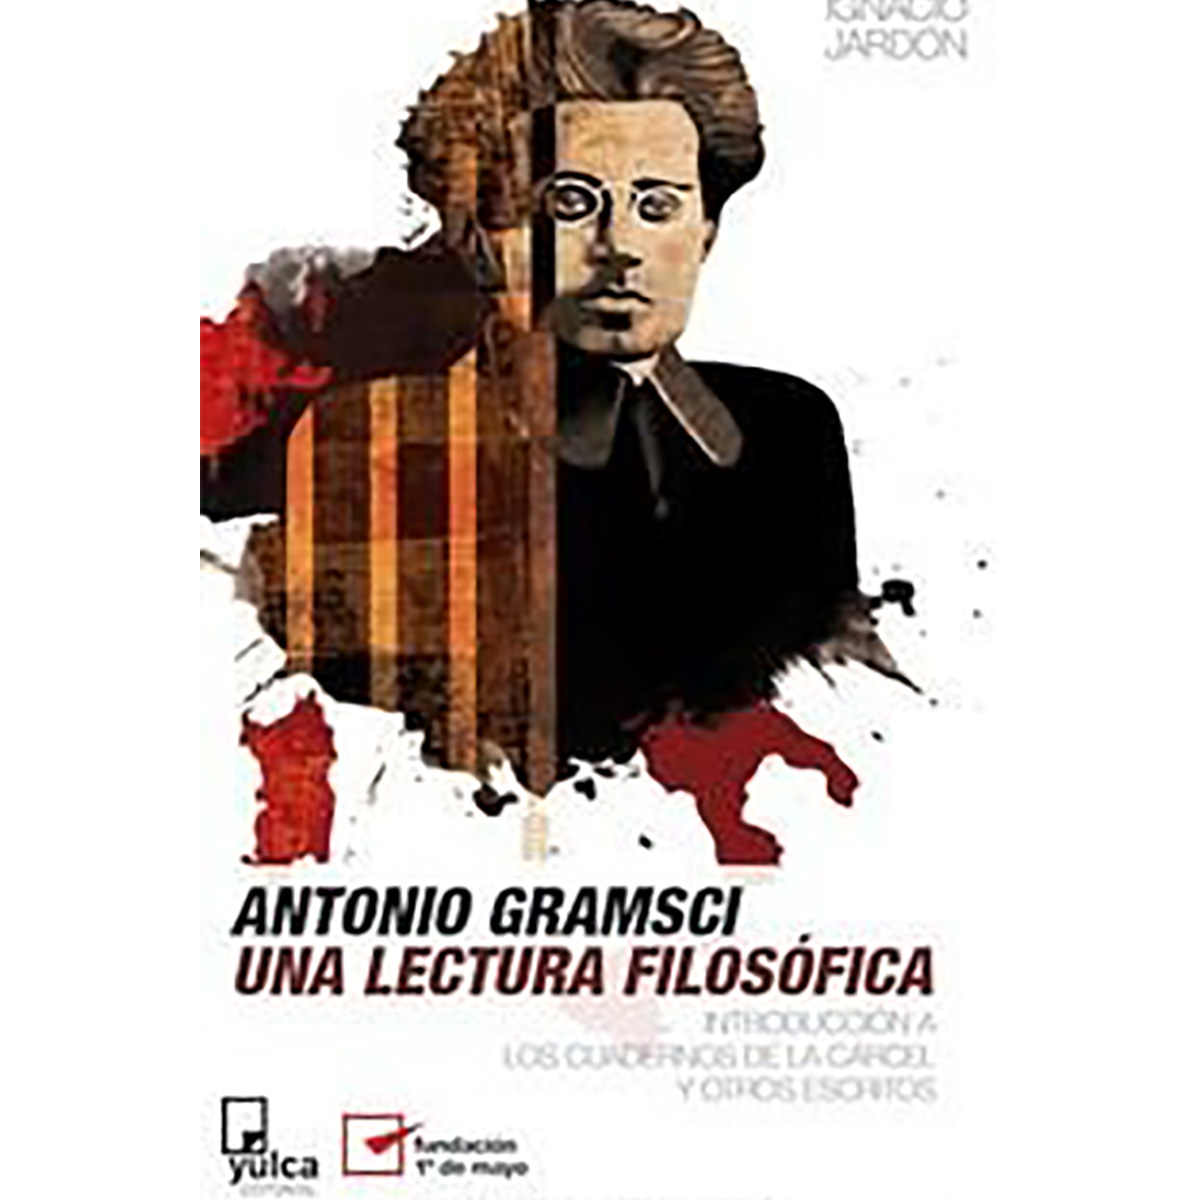 IGNACIO
JARDÓN
ANTONIO GRAMSCI
UNA LECTURA FILOSÓFICA
INTRODUCCIÓN A
LOS CUADERNOS DE LA CÁRCEL
Y OTROS ESCRITOS
yulca
EDITORIAL
fundación
1º de mayo